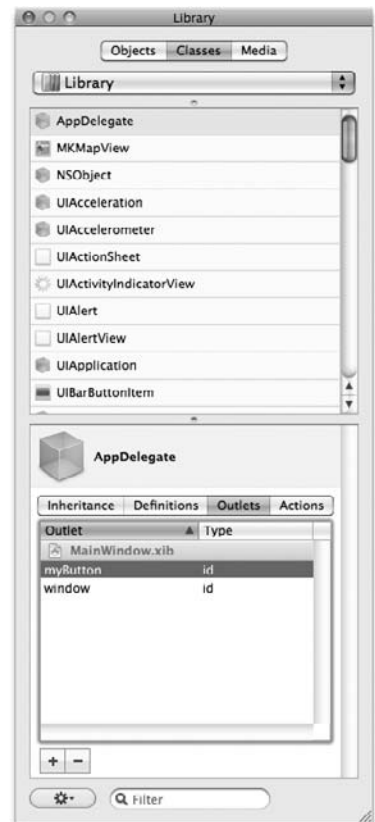 Library
Objects Classes Media
Library
AppDelegate
MKMapView
NSObject
UIAcceleration
UIAccelerometer
UIActionSheet
UIActivityIndicatorView
UIAlert
UIAlertView
UIApplication
UIBarButtonItem
AppDelegate
Inheritance Definitions Outlets Actions
Outlet Type
MainWindow.xib
myButton id
window id
Filter